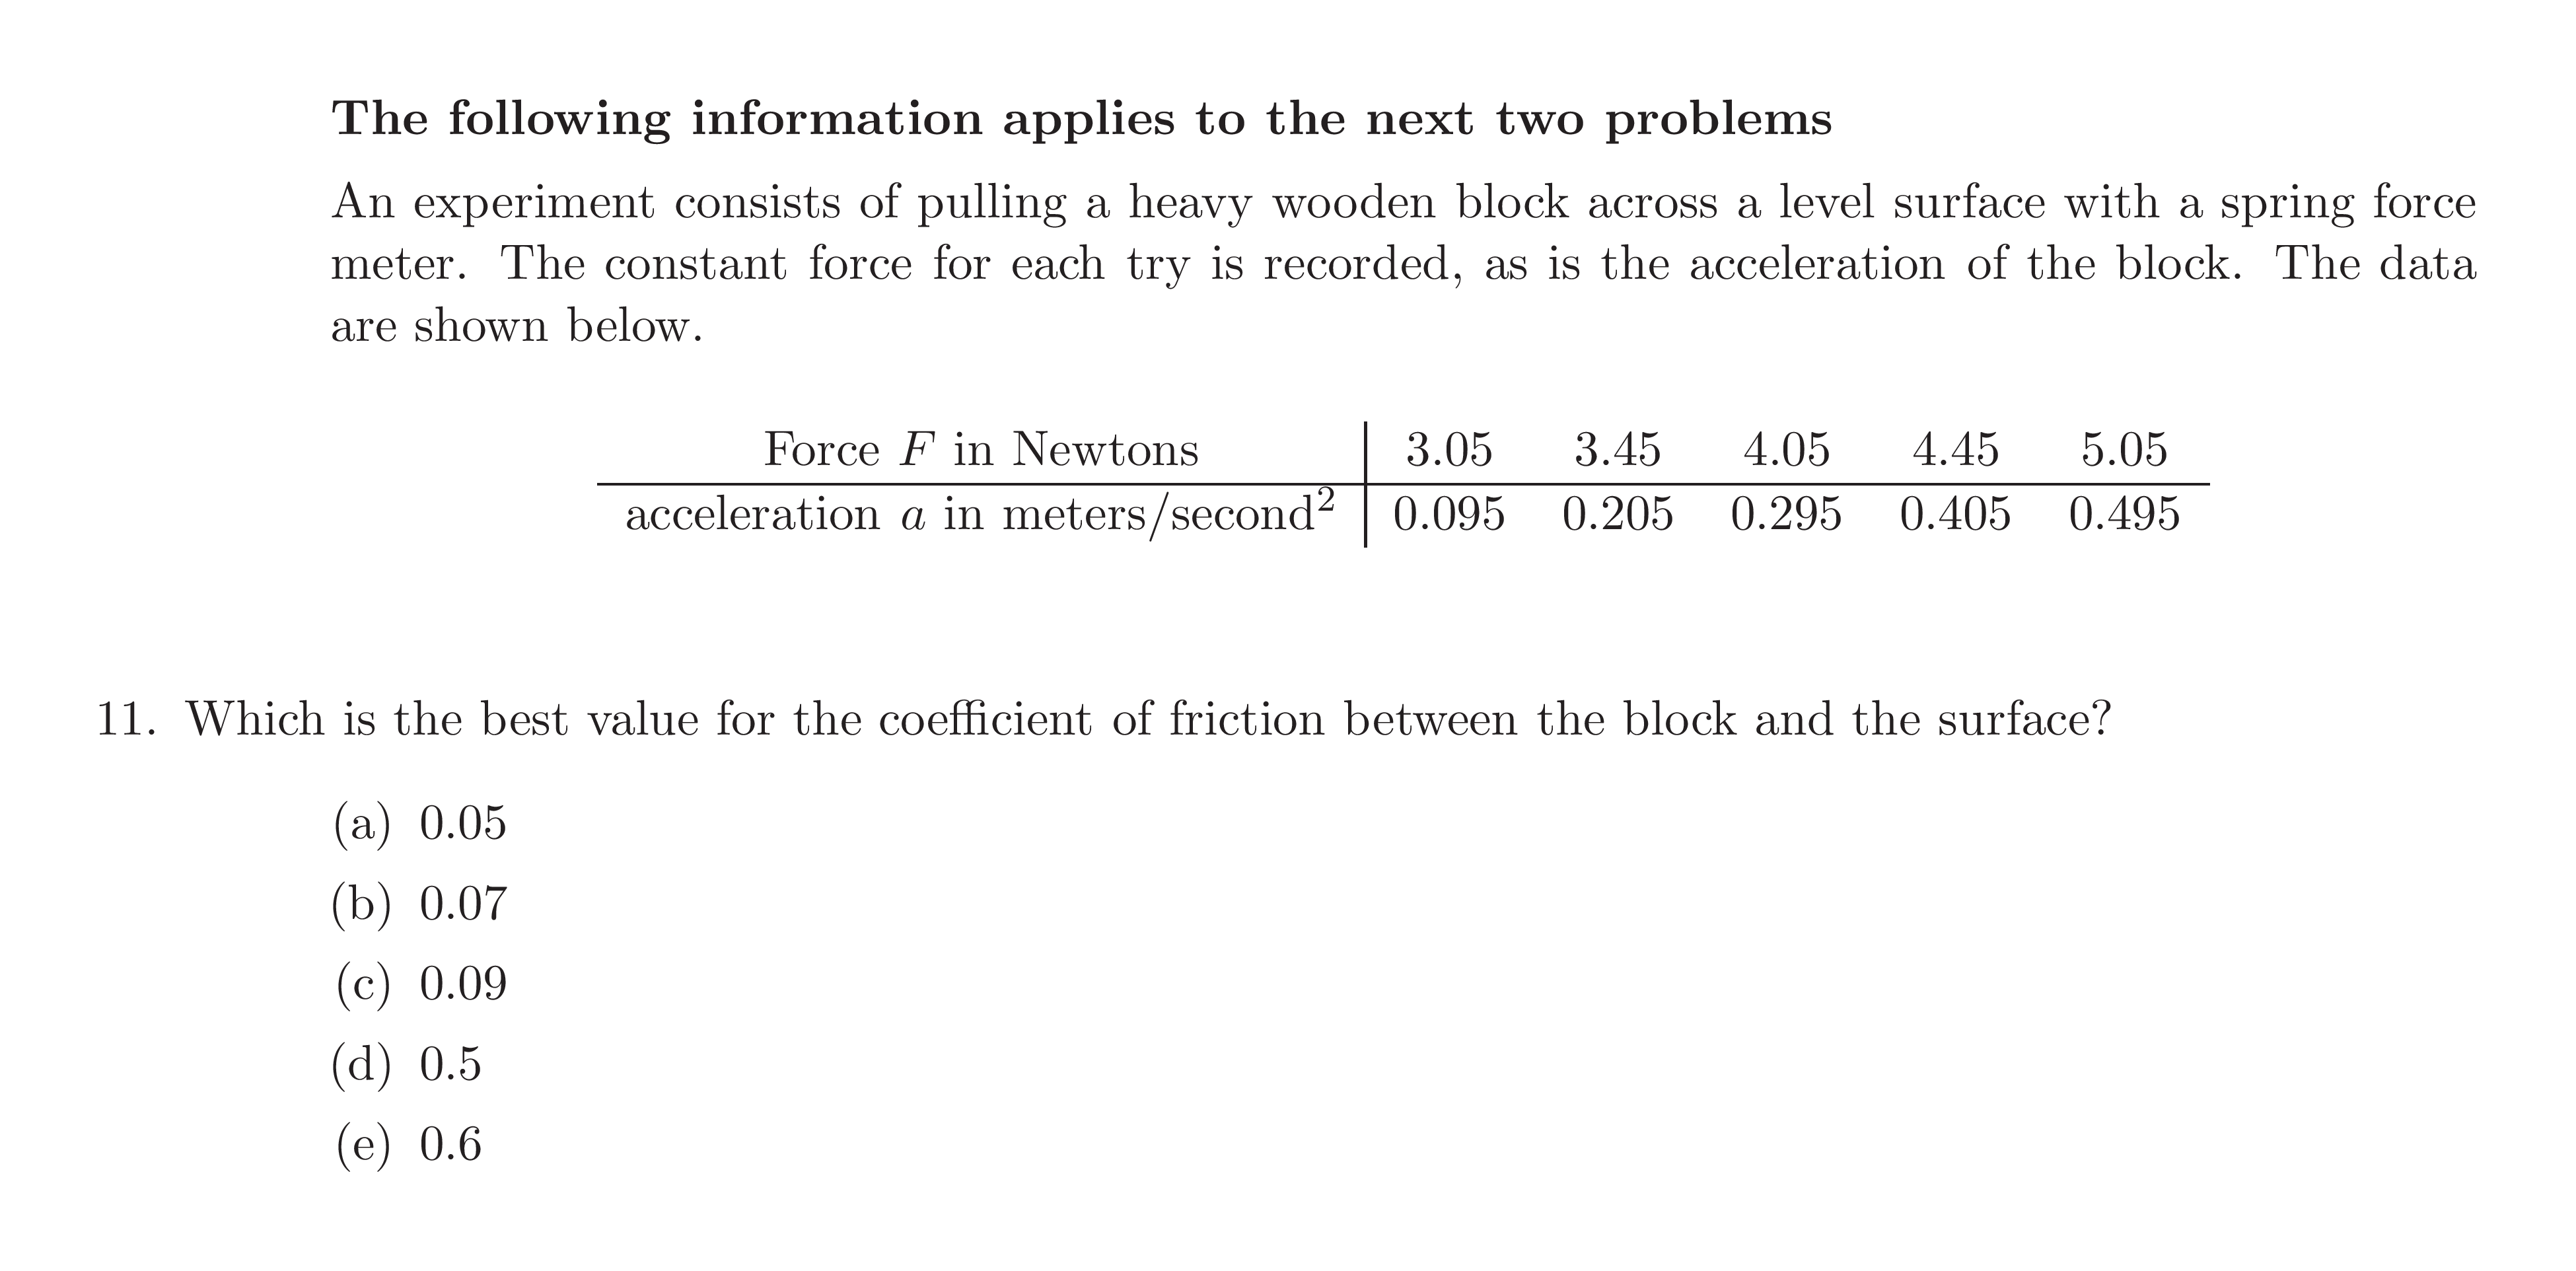 The following information applies to the next two problems
An experiment consists of pulling a heavy wooden block across a level surface with a spring force
meter. The constant force for each try is recorded, as is the acceleration of the block. The data
are shown below.
Force F in Newtons 3.05 3.45 4.05 4.45 5.05
acceleration a in meters/second² 0.095 0.205 0.295 0.405 0.495
11. Which is the best value for the coefficient of friction between the block and the surface?
(a) 0.05
(b) 0.07
(c) 0.09
(d) 0.5
(e) 0.6